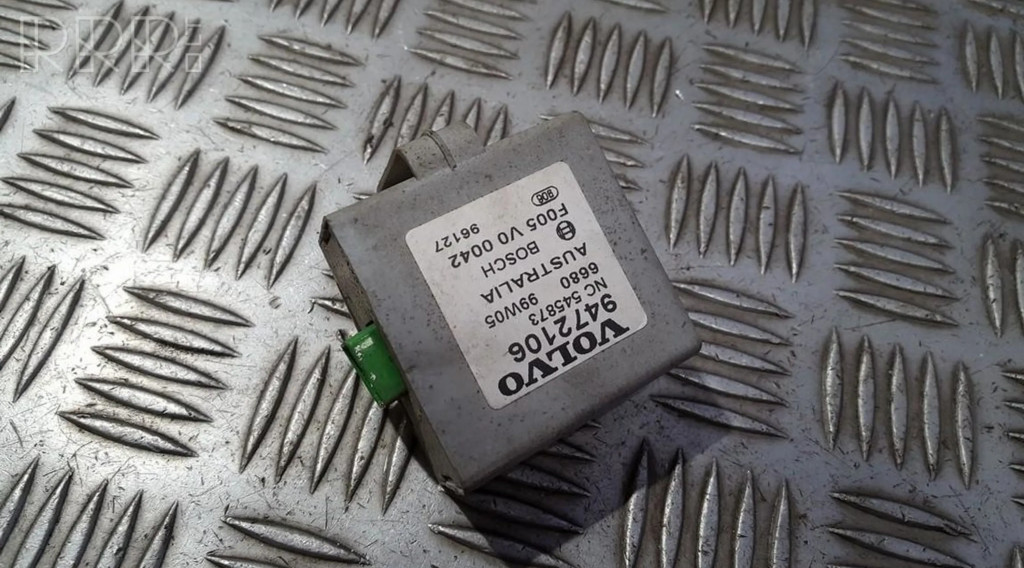 RRR
VOLVO
9472106
NC 545873
6680 99W05
AUSTRALIA
BOSCH
F005 V0 0042
96127